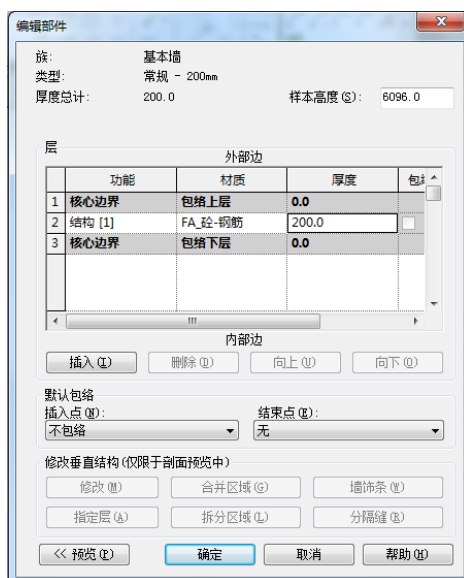 编辑部件
族: 基本墙
类型: 常规 - 200mm
厚度总计: 200.0 样本高度(S): 6096.0
层
外部边
功能 材质 厚度
1 核心边界 包络上层 0.0
2 结构 [1] FA_砼-钢筋 200.0
3 核心边界 包络下层 0.0
内部边
插入(I) 删除(D) 向上(U) 向下(O)
默认包络
插入点(N): 结束点(E):
不包络 无
修改垂直结构(仅限于剖面预览中)
修改(M) 合并区域(G) 墙饰条(W)
指定层(A) 拆分区域(L) 分隔缝(R)
<< 预览(P) 确定 取消 帮助(H)